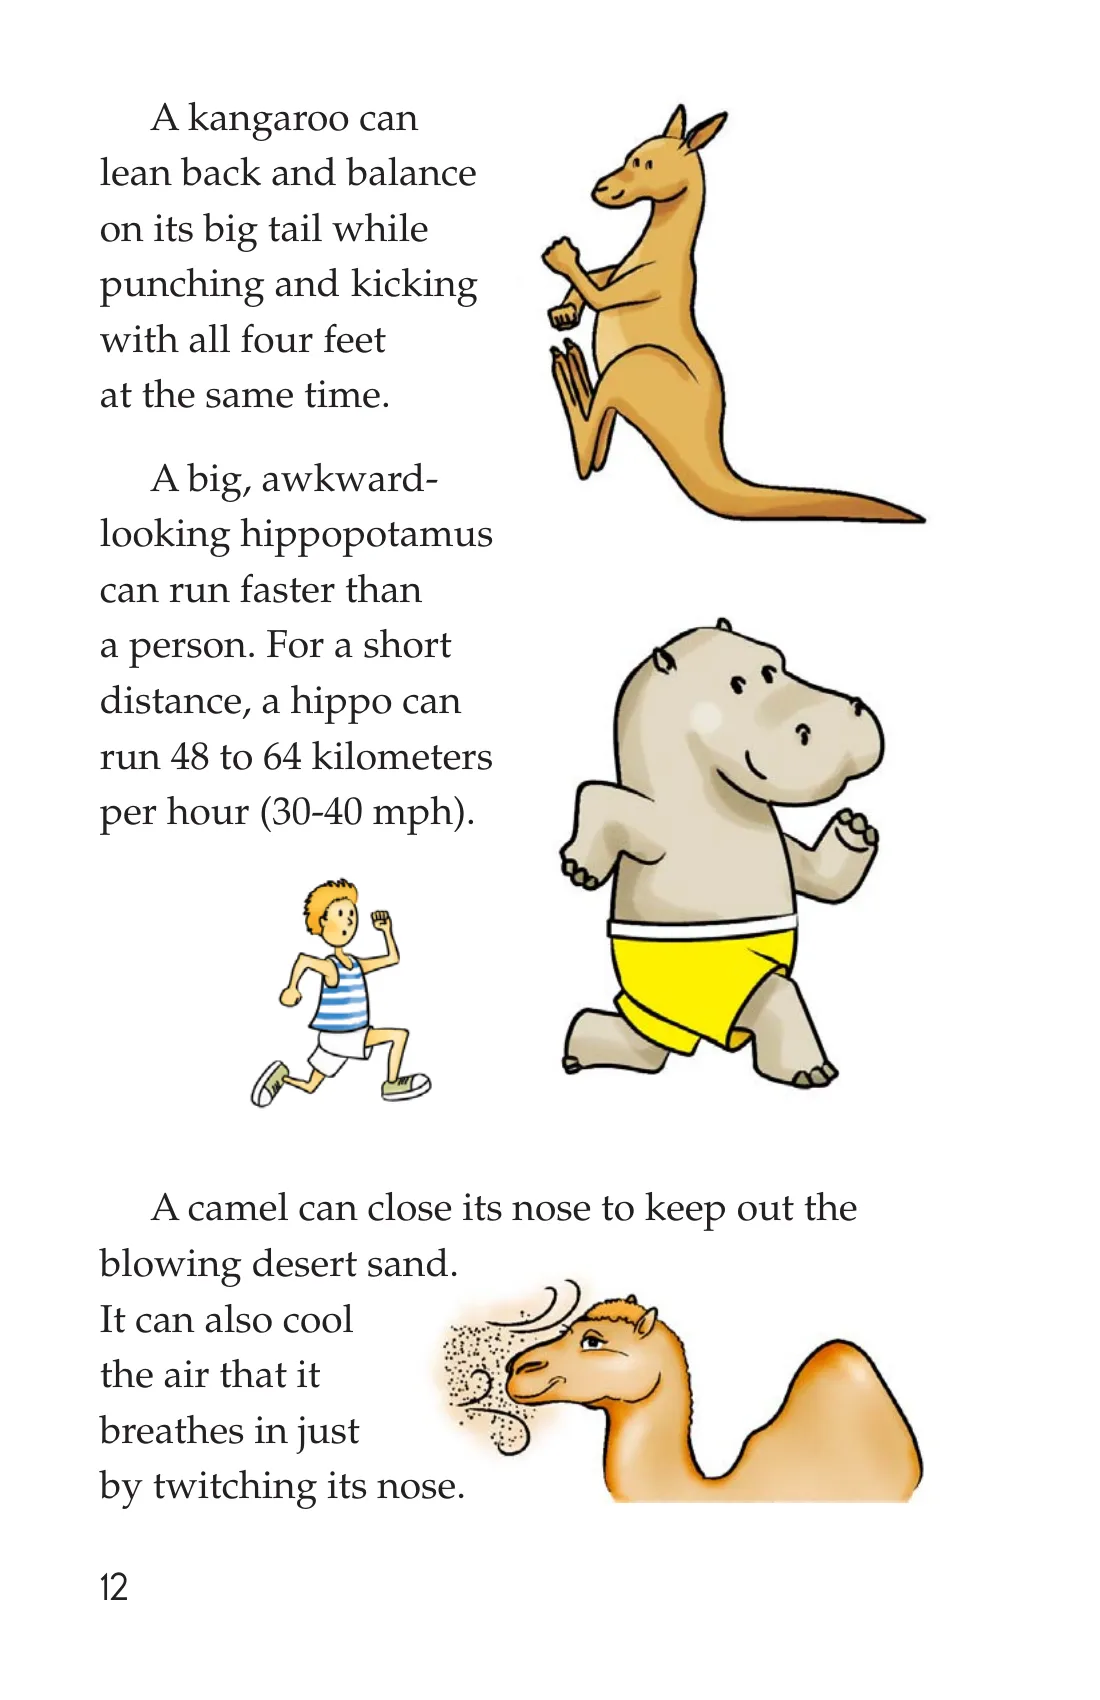 A kangaroo can
lean back and balance
on its big tail while
punching and kicking
with all four feet
at the same time.
A big, awkward-
looking hippopotamus
can run faster than
a person. For a short
distance, a hippo can
run 48 to 64 kilometers
per hour (30-40 mph).
A camel can close its nose to keep out the
blowing desert sand.
It can also cool
the air that it
breathes in just
by twitching its nose.
12